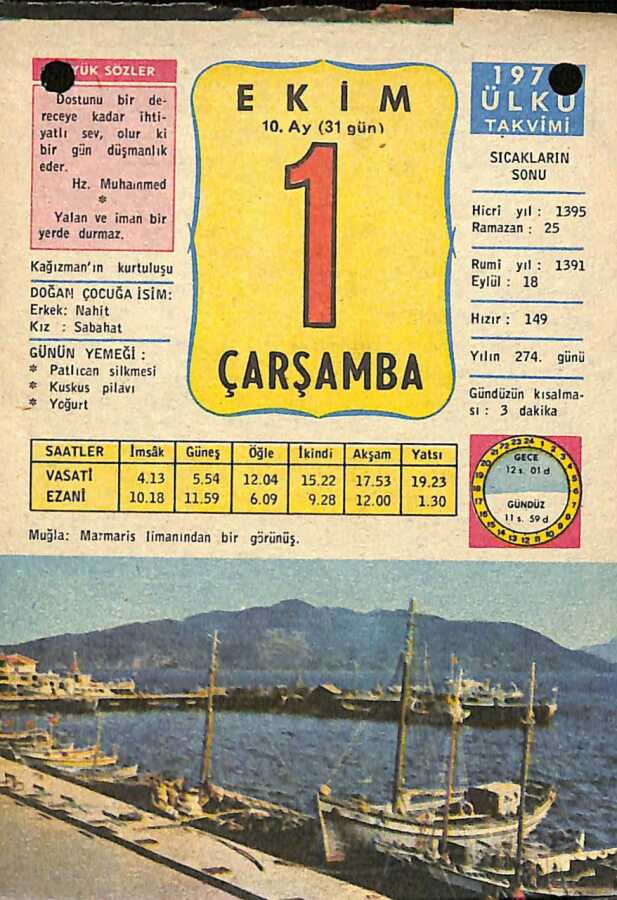 YÜK SÖZLER
Dostunu bir de-
receye kadar ihti-
yatlı sev, olur ki
bir gün düşmanlık
eder.
Hz. Muhammed
*
Yalan ve iman bir
yerde durmaz.
Kağızman'ın kurtuluşu
DOĞAN ÇOCUĞA İSİM:
Erkek: Nahit
Kız : Sabahat
GÜNÜN YEMEĞİ :
* Patlıcan silkmesi
* Kuskus pilavı
* Yoğurt
EKİM
10. Ay (31 gün)
1
ÇARŞAMBA
197
ÜLKÜ
TAKVİMİ
SICAKLARIN
SONU
Hicrî yıl : 1395
Ramazan : 25
Rumî yıl : 1391
Eylül : 18
Hızır : 149
Yılın 274. günü
Gündüzün kısalma-
sı : 3 dakika
SAATLER İmsâk Güneş Öğle İkindi Akşam Yatsı
VASATİ 4.13 5.54 12.04 15.22 17.53 19.23
EZANİ 10.18 11.59 6.09 9.28 12.00 1.30
GECE
12 s. 01 d
GÜNDÜZ
11 s. 59 d
Muğla: Marmaris limanından bir görünüş.